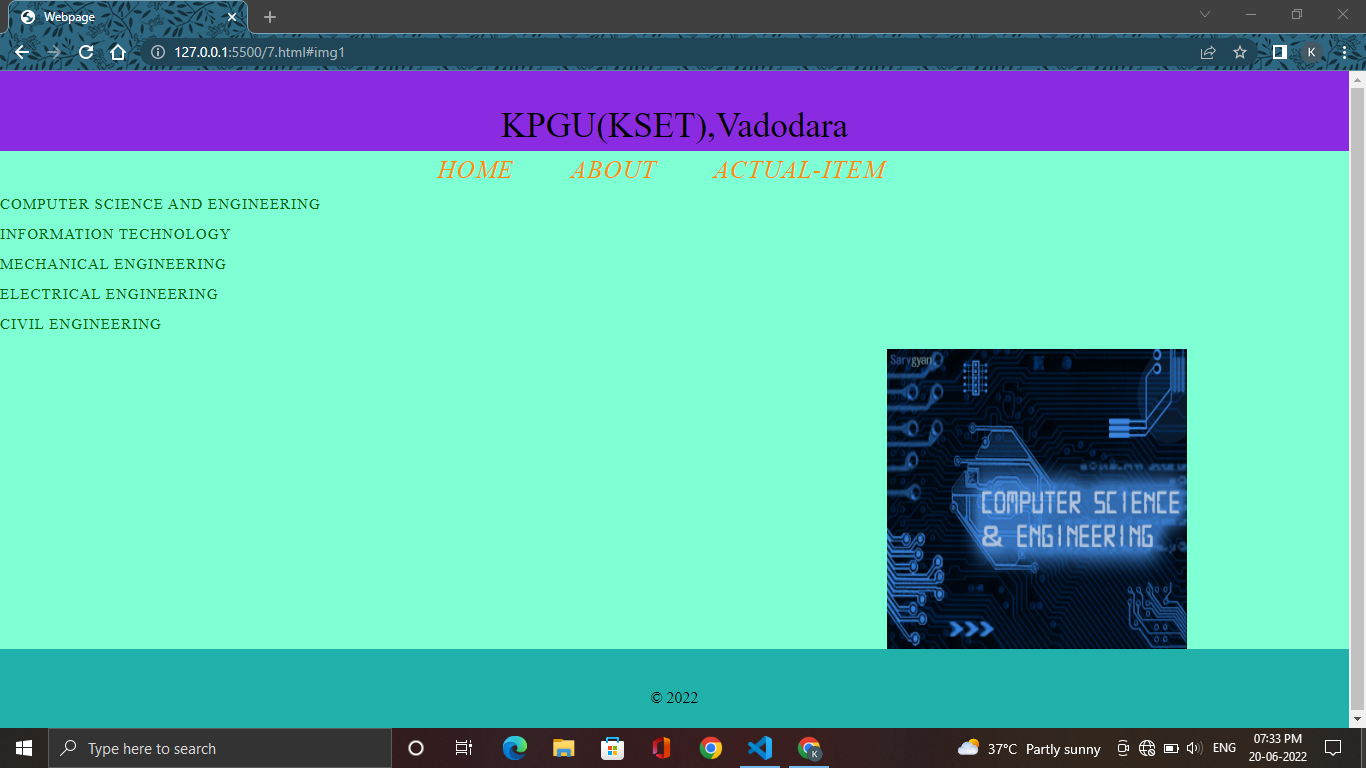 Webpage
127.0.0.1:5500/7.html#img1
K
KPGU(KSET),Vadodara
HOME ABOUT ACTUAL-ITEM
COMPUTER SCIENCE AND ENGINEERING
INFORMATION TECHNOLOGY
MECHANICAL ENGINEERING
ELECTRICAL ENGINEERING
CIVIL ENGINEERING
Sarvgyan
COMPUTER SCIENCE
& ENGINEERING
© 2022
Type here to search
K
37°C Partly sunny
ENG
07:33 PM
20-06-2022